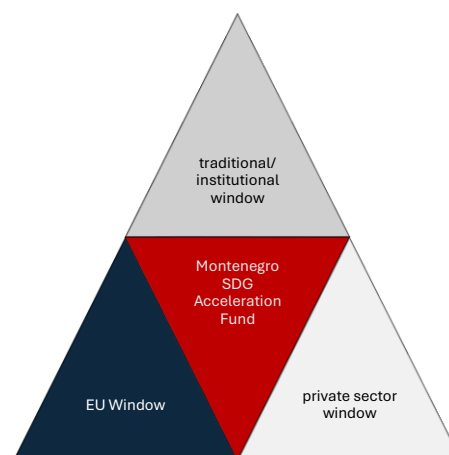 traditional/
institutional
window
Montenegro
SDG
Acceleration
Fund
EU Window
private sector
window